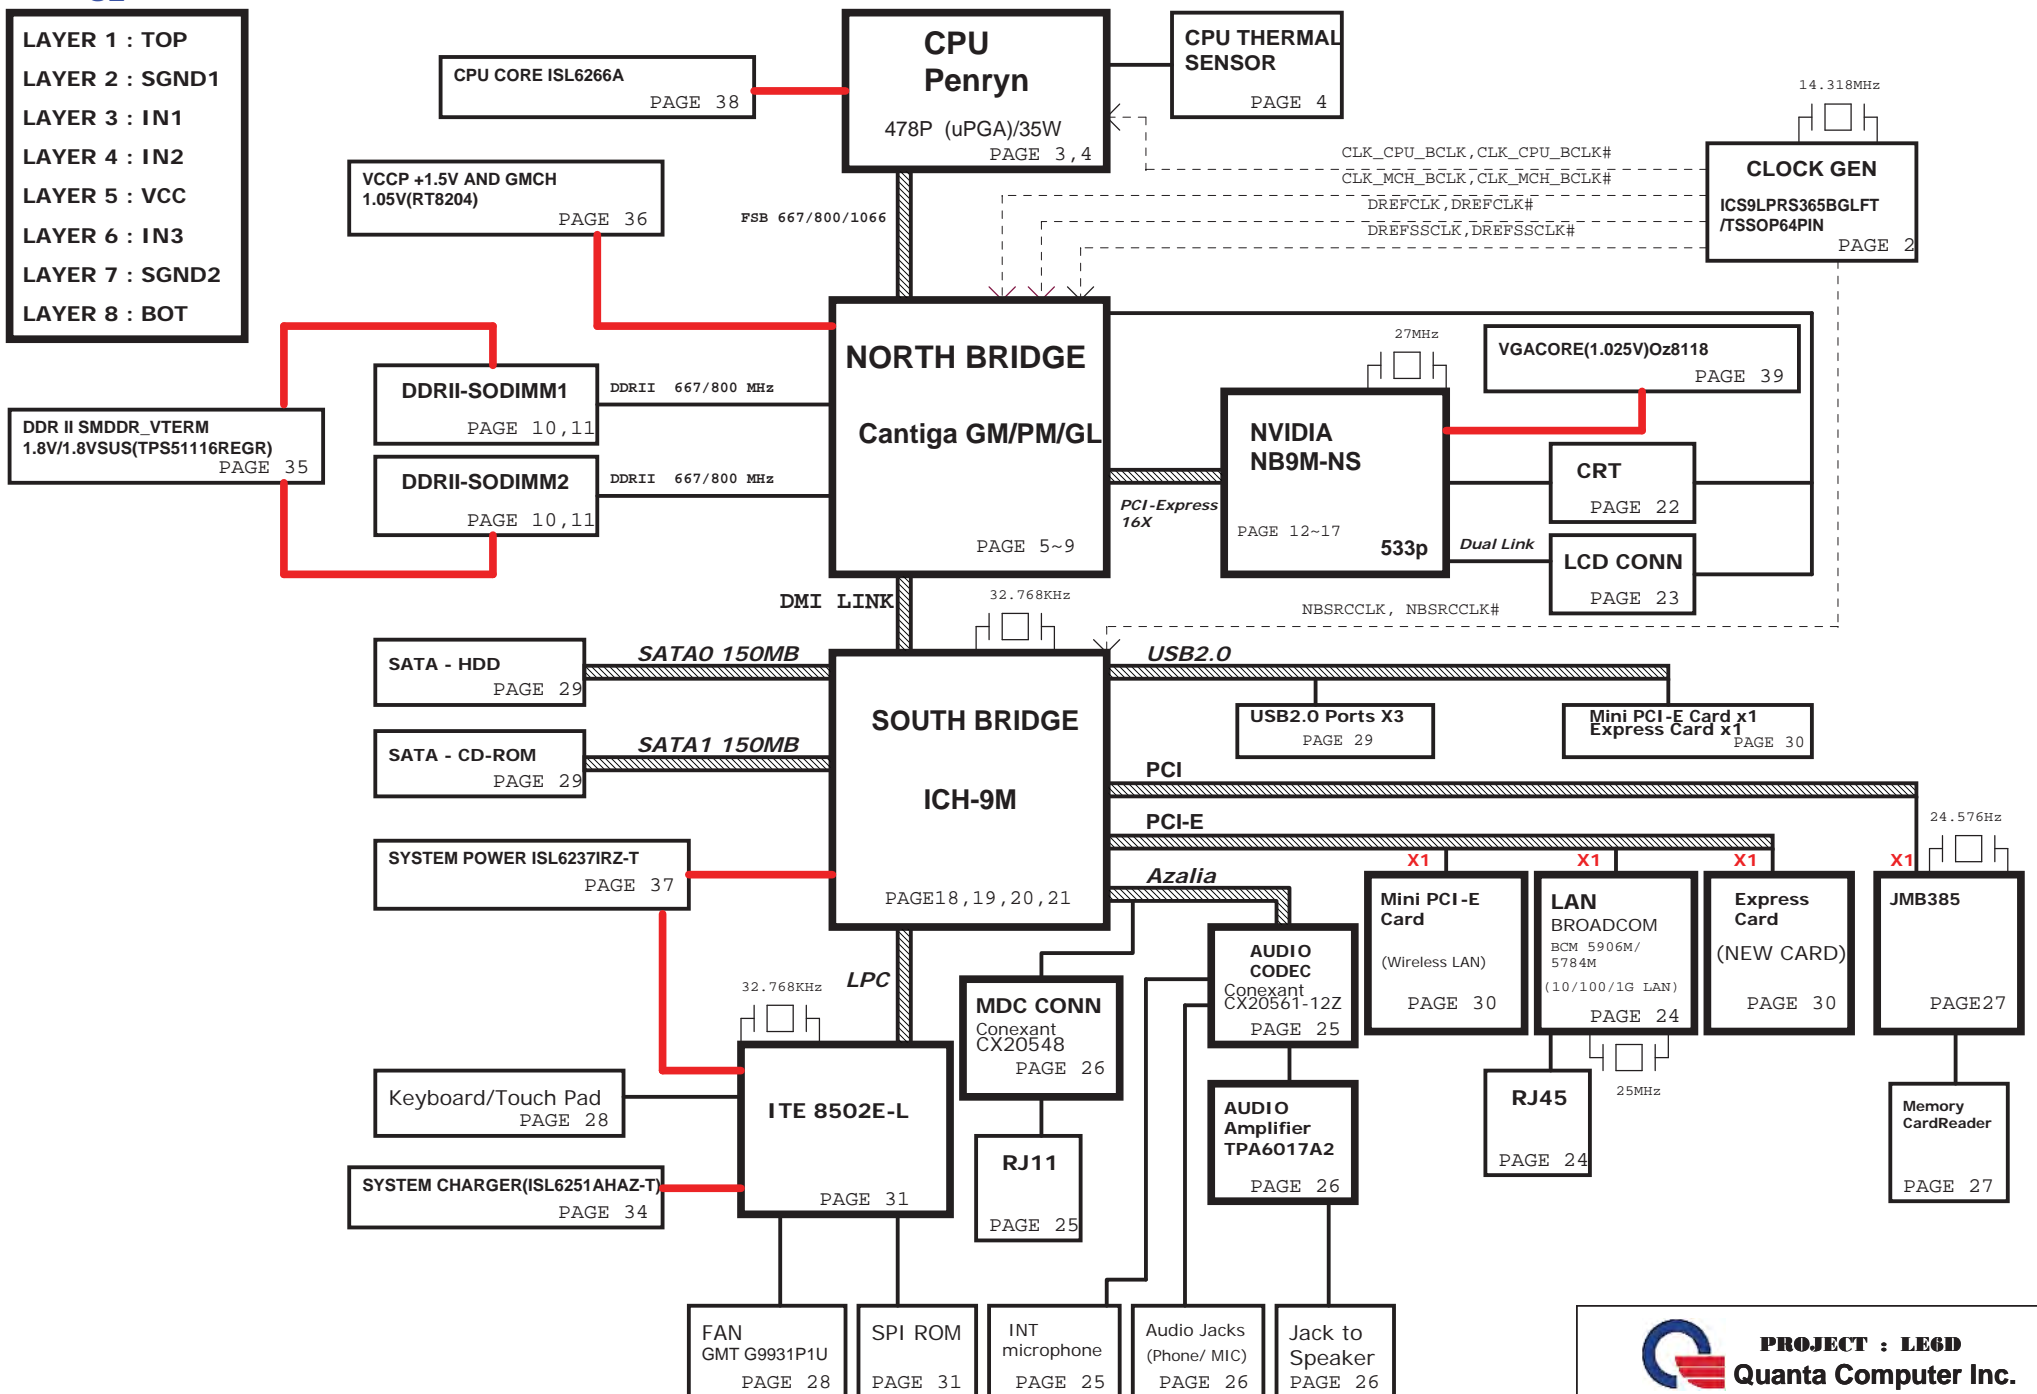 LAYER 1 : TOP
LAYER 2 : SGND1
LAYER 3 : IN1
LAYER 4 : IN2
LAYER 5 : VCC
LAYER 6 : IN3
LAYER 7 : SGND2
LAYER 8 : BOT
CPU CORE ISL6266A
PAGE 38
CPU
Penryn
478P (uPGA)/35W
PAGE 3,4
CPU THERMAL
SENSOR
PAGE 4
14.318MHz
CLOCK GEN
ICS9LPRS365BGLFT
/TSSOP64PIN
PAGE 2
CLK_CPU_BCLK,CLK_CPU_BCLK#
CLK_MCH_BCLK,CLK_MCH_BCLK#
DREFCLK,DREFCLK#
DREFSSCLK,DREFSSCLK#
VCCP +1.5V AND GMCH
1.05V(RT8204)
PAGE 36
FSB 667/800/1066
NORTH BRIDGE
Cantiga GM/PM/GL
PAGE 5~9
DDRII-SODIMM1
PAGE 10,11
DDRII 667/800 MHz
DDR II SMDDR_VTERM
1.8V/1.8VSUS(TPS51116REGR)
PAGE 35
DDRII-SODIMM2
PAGE 10,11
DDRII 667/800 MHz
27MHz
VGACORE(1.025V)Oz8118
PAGE 39
NVIDIA
NB9M-NS
PAGE 12~17
533p
PCI-Express
16X
CRT
PAGE 22
Dual Link
LCD CONN
PAGE 23
DMI LINK
32.768KHz
NBSRCCLK, NBSRCCLK#
SATA - HDD
PAGE 29
SATA0 150MB
SATA - CD-ROM
PAGE 29
SATA1 150MB
SOUTH BRIDGE
ICH-9M
PAGE18,19,20,21
USB2.0
USB2.0 Ports X3
PAGE 29
Mini PCI-E Card x1
Express Card x1
PAGE 30
PCI
PCI-E
Azalia
24.576Hz
X1
X1
X1
X1
SYSTEM POWER ISL6237IRZ-T
PAGE 37
Mini PCI-E
Card
(Wireless LAN)
PAGE 30
LAN
BROADCOM
BCM 5906M/
5784M
(10/100/1G LAN)
PAGE 24
Express
Card
(NEW CARD)
PAGE 30
JMB385
PAGE27
AUDIO
CODEC
Conexant
CX20561-12Z
PAGE 25
LPC
32.768KHz
MDC CONN
Conexant
CX20548
PAGE 26
25MHz
RJ45
PAGE 24
Memory
CardReader
PAGE 27
Keyboard/Touch Pad
PAGE 28
ITE 8502E-L
PAGE 31
AUDIO
Amplifier
TPA6017A2
PAGE 26
RJ11
PAGE 25
SYSTEM CHARGER(ISL6251AHAZ-T)
PAGE 34
FAN
GMT G9931P1U
PAGE 28
SPI ROM
PAGE 31
INT
microphone
PAGE 25
Audio Jacks
(Phone/ MIC)
PAGE 26
Jack to
Speaker
PAGE 26
PROJECT : LE6D
Quanta Computer Inc.